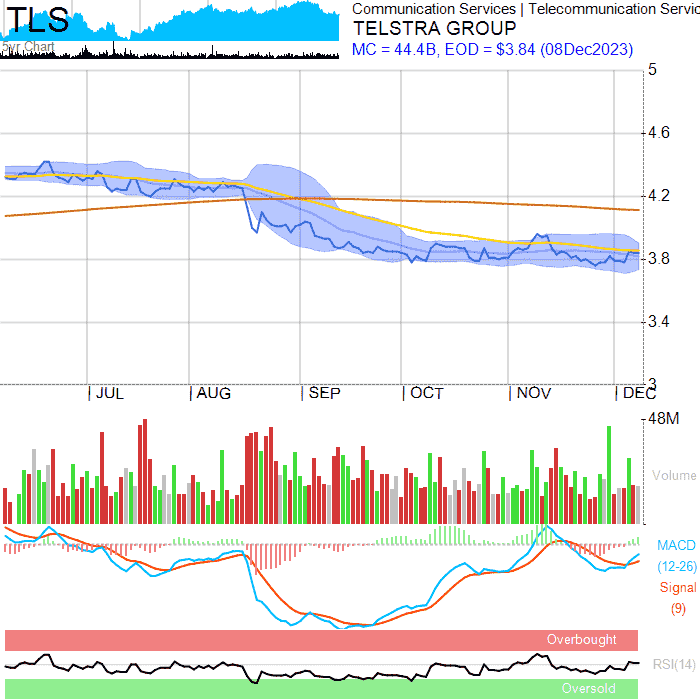 TLS
5yr Chart
Communication Services | Telecommunication Servic
TELSTRA GROUP
MC = 44.4B, EOD = $3.84 (08Dec2023)
5
4.6
4.2
3.8
3.4
3
JUL AUG SEP OCT NOV DEC
48M
Volume
MACD
(12-26)
Signal
(9)
Overbought
RSI(14)
Oversold